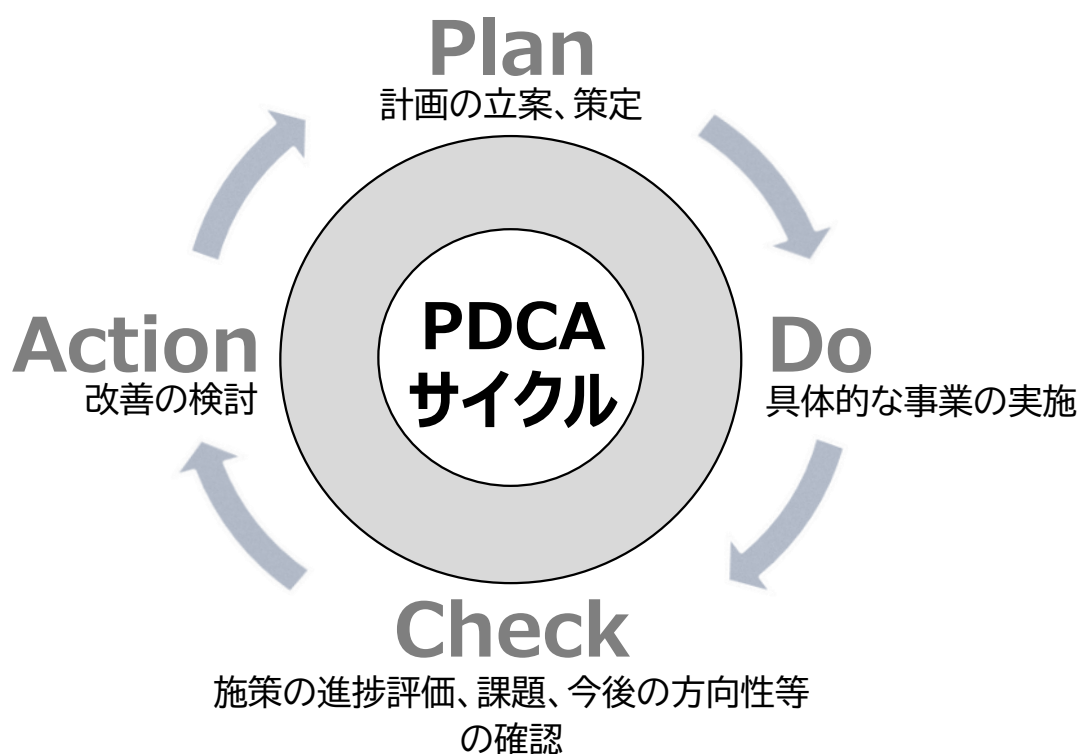 Plan
計画の立案、策定
Do
具体的な事業の実施
Check
施策の進捗評価、課題、今後の方向性等
の確認
Action
改善の検討
PDCA
サイクル